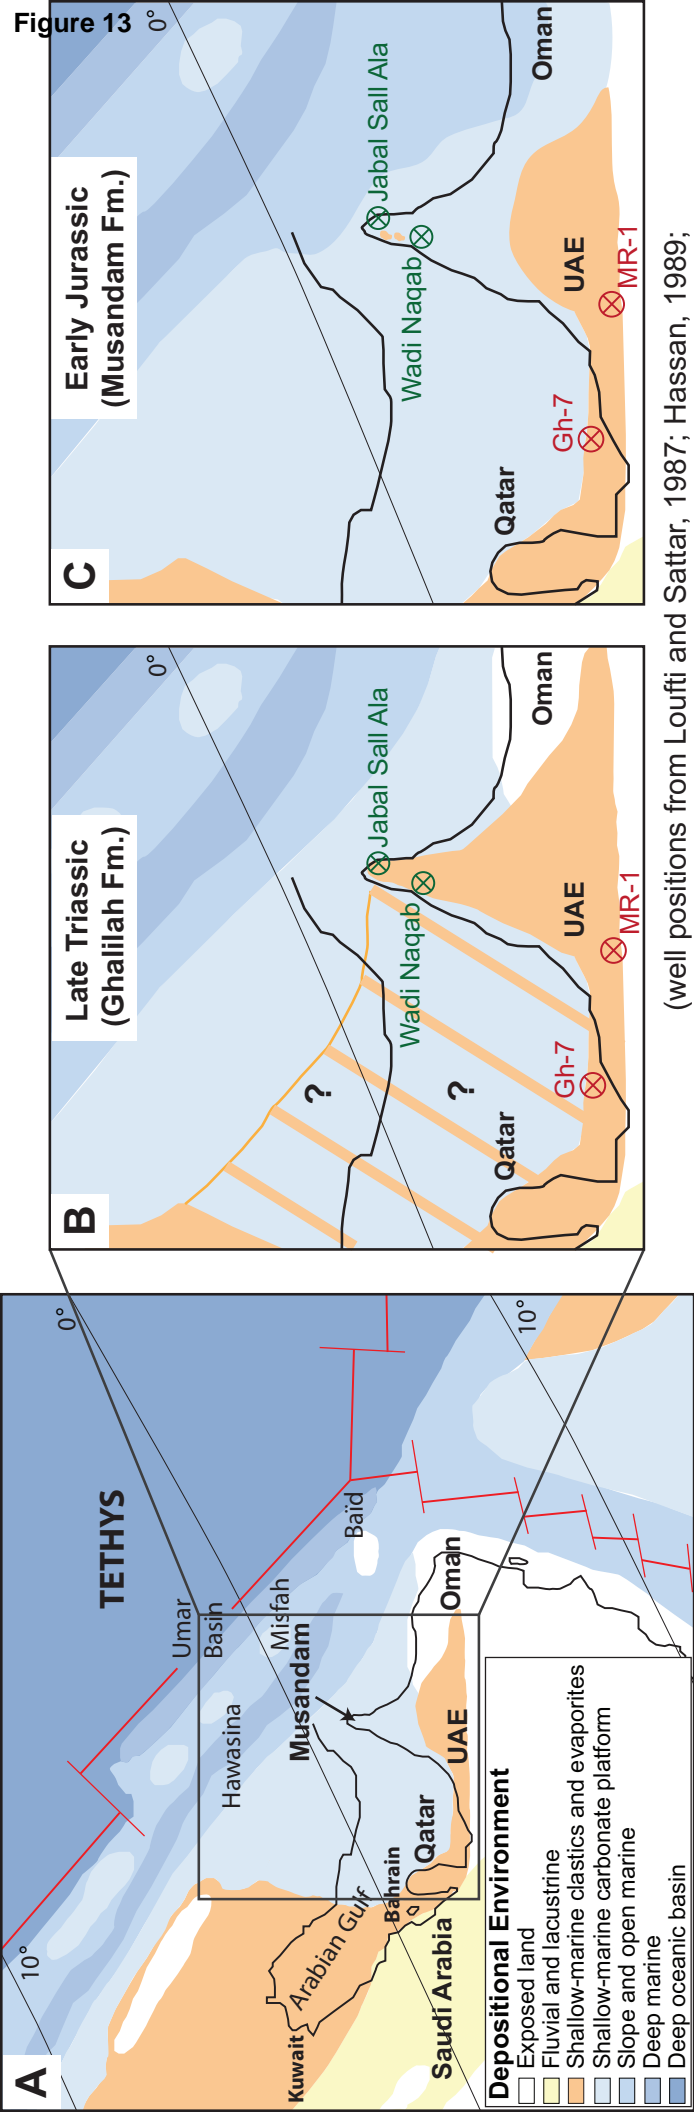 Figure 13
A
10°
0°
TETHYS
Umar
Basin
Hawasina
Misfah
Baïd
Musandam
Oman
UAE
Qatar
Bahrain
Arabian Gulf
Kuwait
Saudi Arabia
10°
Depositional Environment
Exposed land
Fluvial and lacustrine
Shallow-marine clastics and evaporites
Shallow-marine carbonate platform
Slope and open marine
Deep marine
Deep oceanic basin
B
Late Triassic
(Ghalilah Fm.)
0°
?
?
Jabal Sall Ala
Wadi Naqab
Oman
UAE
Qatar
Gh-7
MR-1
C
Early Jurassic
(Musandam Fm.)
0°
Jabal Sall Ala
Wadi Naqab
Oman
UAE
Qatar
Gh-7
MR-1
(well positions from Loufti and Sattar, 1987; Hassan, 1989;